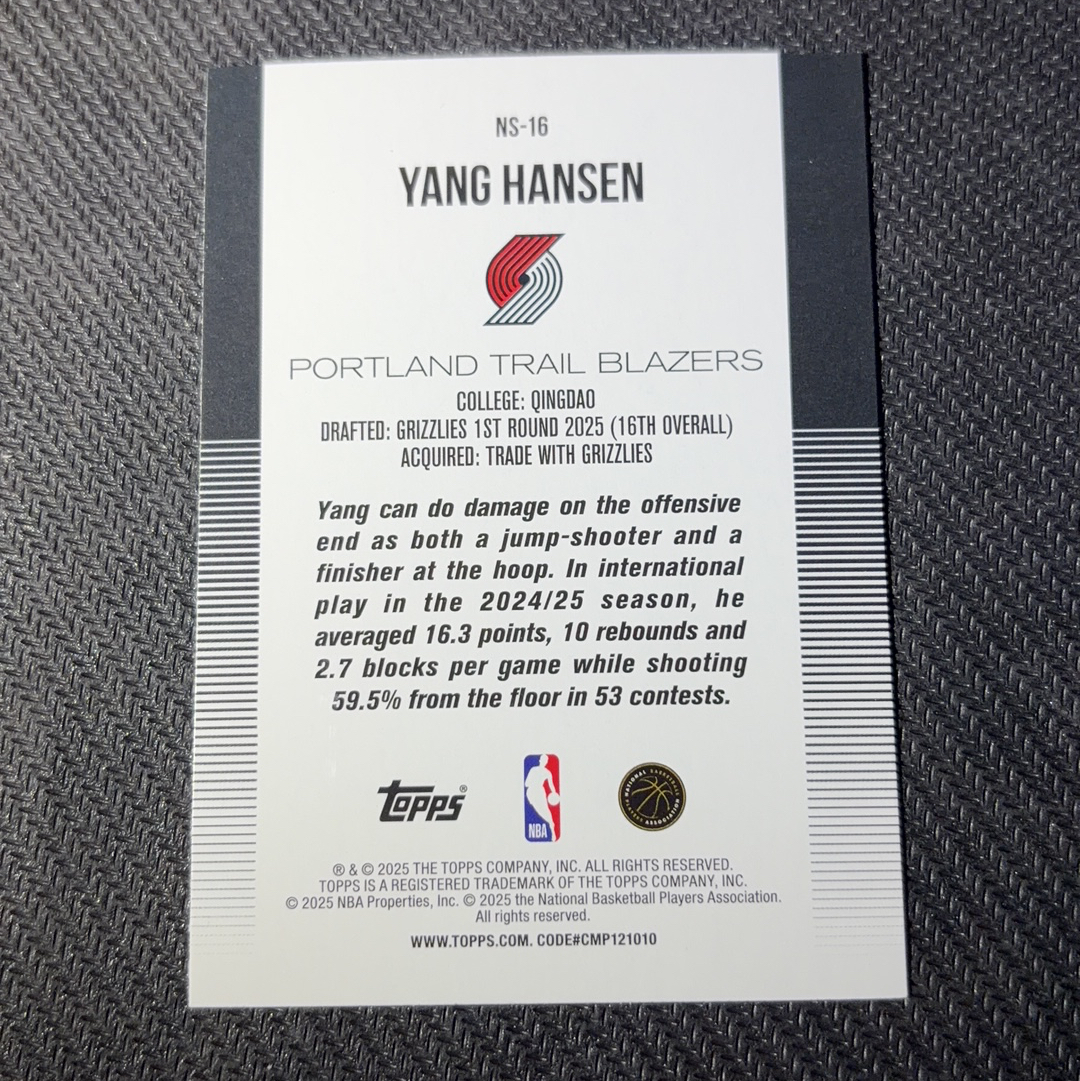 NS-16
YANG HANSEN
PORTLAND TRAIL BLAZERS
COLLEGE: QINGDAO
DRAFTED: GRIZZLIES 1ST ROUND 2025 (16TH OVERALL)
ACQUIRED: TRADE WITH GRIZZLIES
Yang can do damage on the offensive
end as both a jump-shooter and a
finisher at the hoop. In international
play in the 2024/25 season, he
averaged 16.3 points, 10 rebounds and
2.7 blocks per game while shooting
59.5% from the floor in 53 contests.
topps®
NBA
NATIONAL BASKETBALL
PLAYERS ASSOCIATION
® & © 2025 THE TOPPS COMPANY, INC. ALL RIGHTS RESERVED.
TOPPS IS A REGISTERED TRADEMARK OF THE TOPPS COMPANY, INC.
© 2025 NBA Properties, Inc. © 2025 the National Basketball Players Association.
All rights reserved.
WWW.TOPPS.COM. CODE#CMP121010